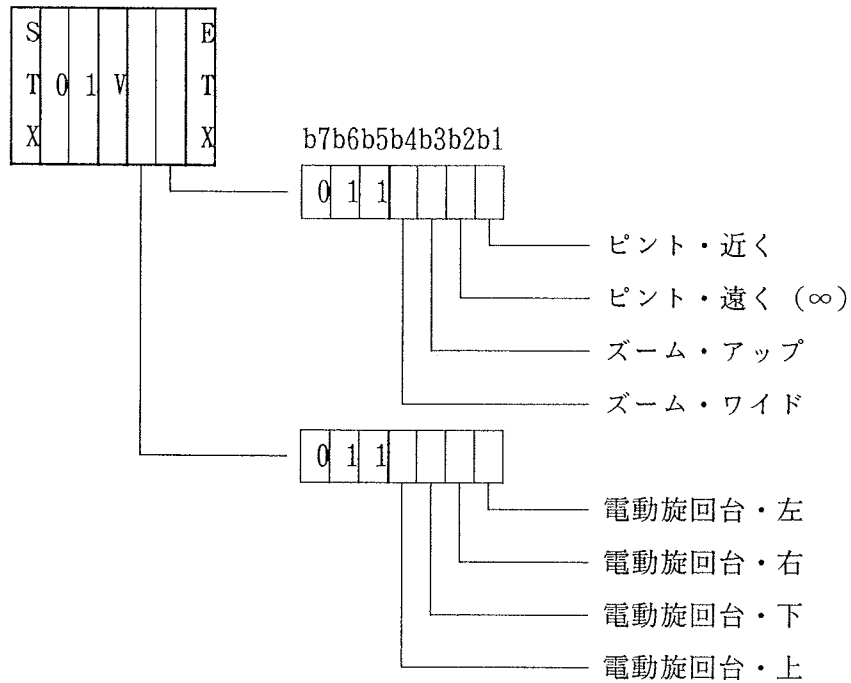 STX 0 1 V ETX
b7b6b5b4b3b2b1
0 1 1
ピント・近く
ピント・遠く (∞)
ズーム・アップ
ズーム・ワイド
0 1 1
電動旋回台・左
電動旋回台・右
電動旋回台・下
電動旋回台・上